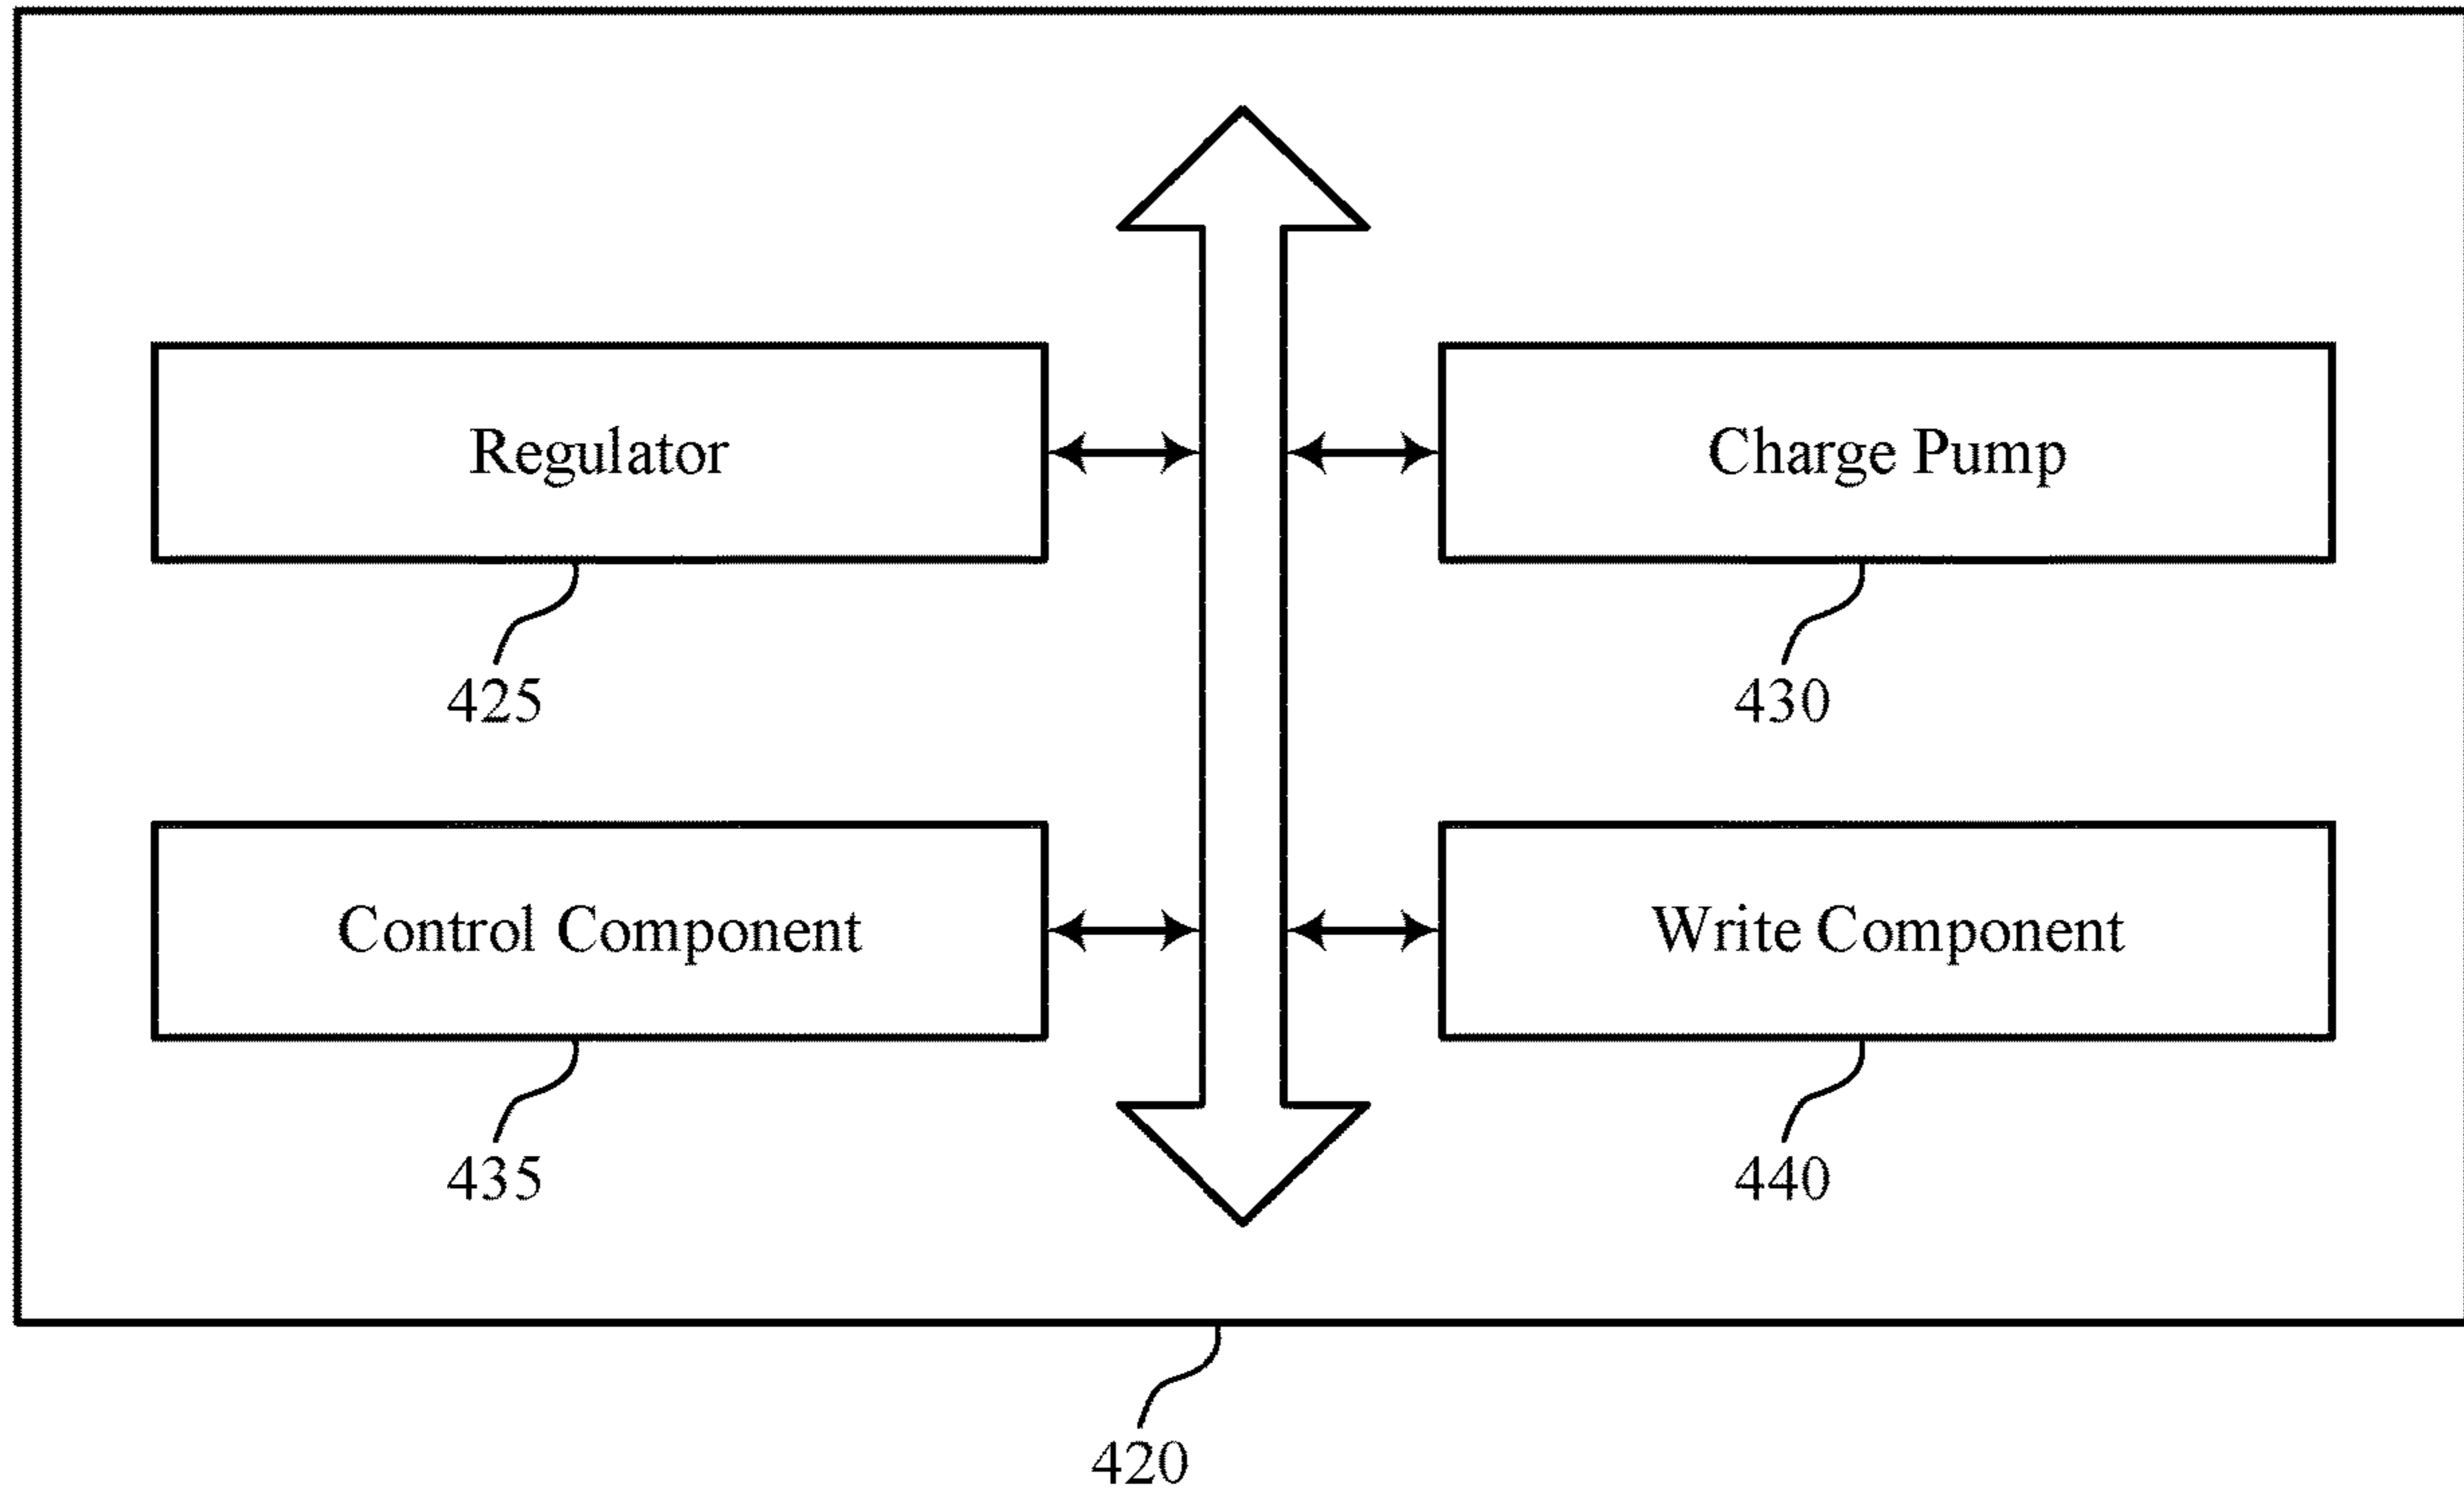 Regulator
Charge Pump
425
430
Control Component
Write Component
435
440
420